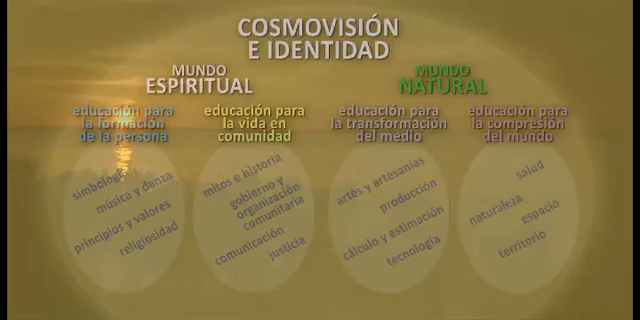 COSMOVISIÓN
E IDENTIDAD
MUNDO
ESPIRITUAL
MUNDO
NATURAL
educación para
la formación
de la persona
educación para
la vida en
comunidad
educación para
la transformación
del medio
educación para
la compresión
del mundo
simbología
música y danza
principios y valores
religiosidad
mitos e historia
gobierno y
organización
comunitaria
comunicación
justicia
artes y artesanias
producción
cálculo y estimación
tecnología
salud
naturaleza
espacio
territorio